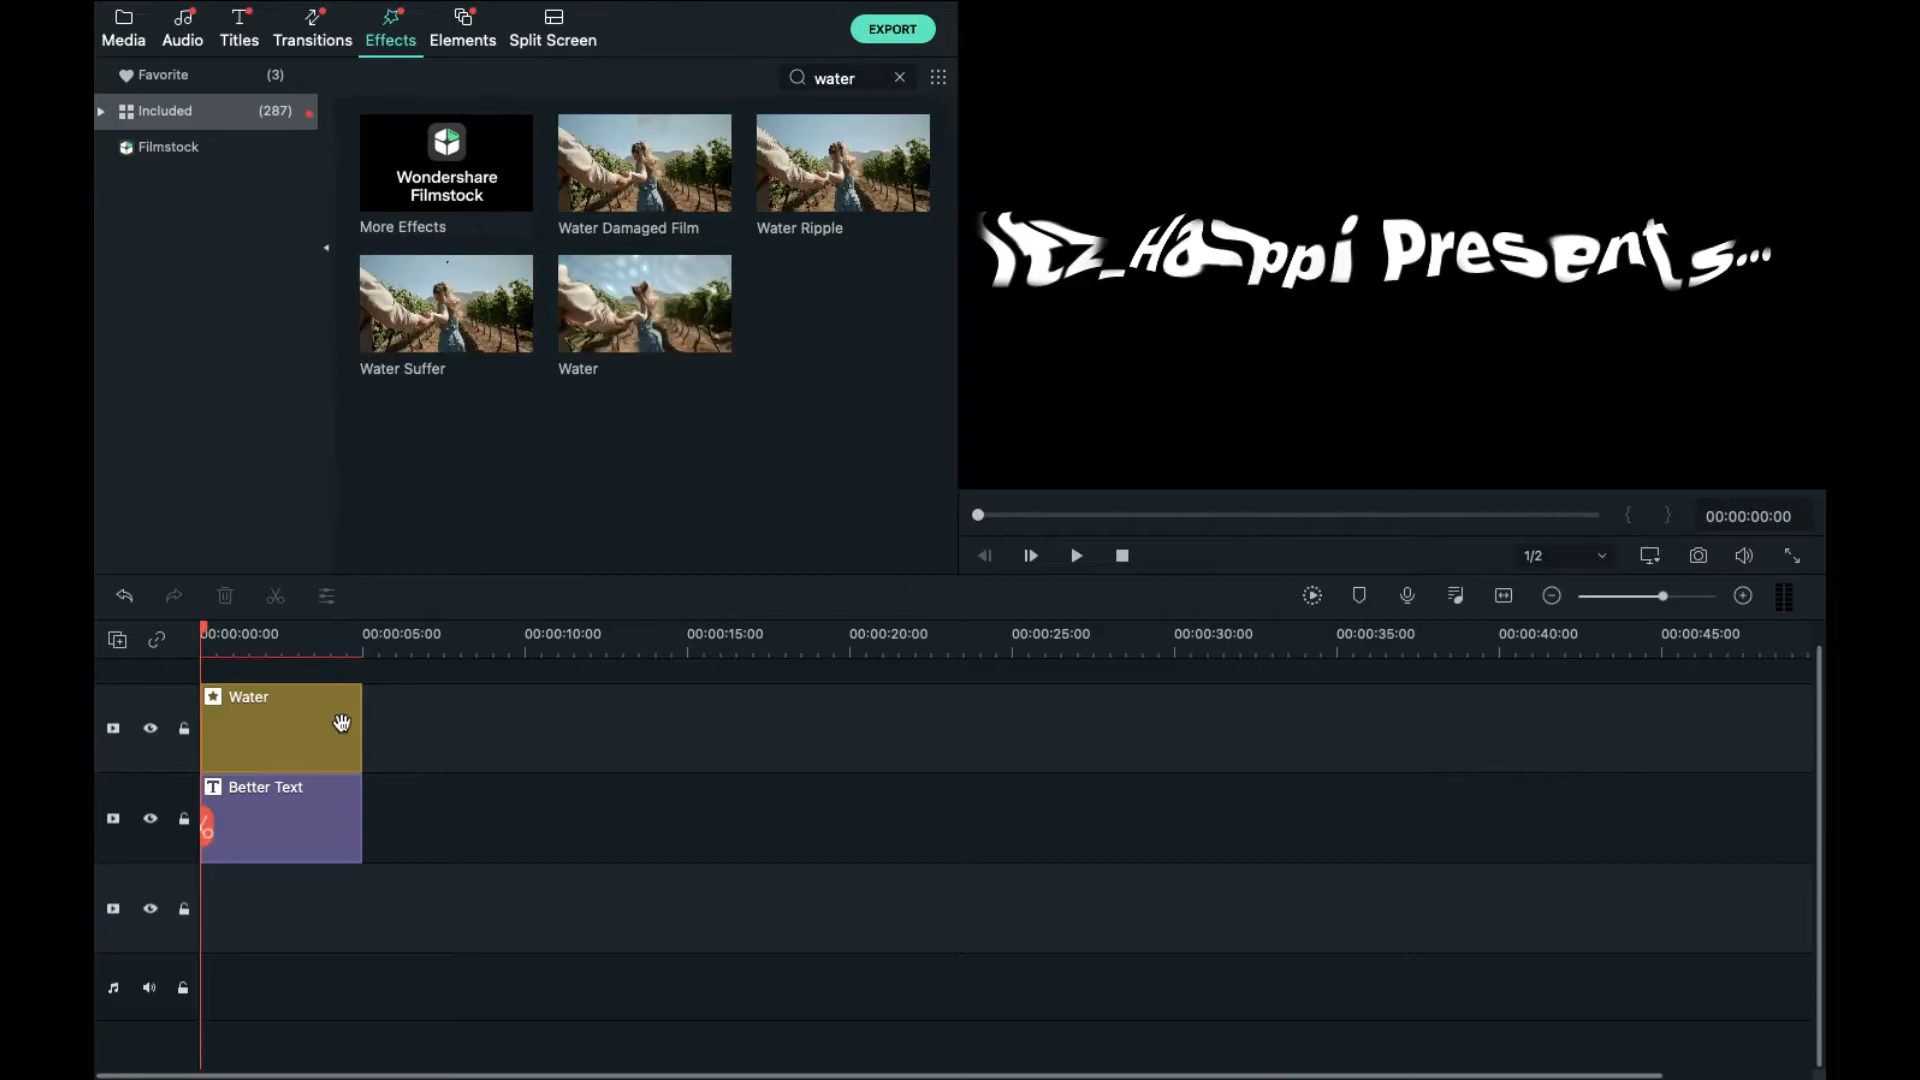 Media Audio Titles Transitions Effects Elements Split Screen
EXPORT
Favorite (3)
water
Included (287)
Filmstock
Wondershare
Filmstock
More Effects
Water Damaged Film
Water Ripple
Water Suffer
Water
Itz_Happi Presents...
{ } 00:00:00:00
1/2
00:00:00:00 00:00:05:00 00:00:10:00 00:00:15:00 00:00:20:00 00:00:25:00 00:00:30:00 00:00:35:00 00:00:40:00 00:00:45:00
Water
T Better Text